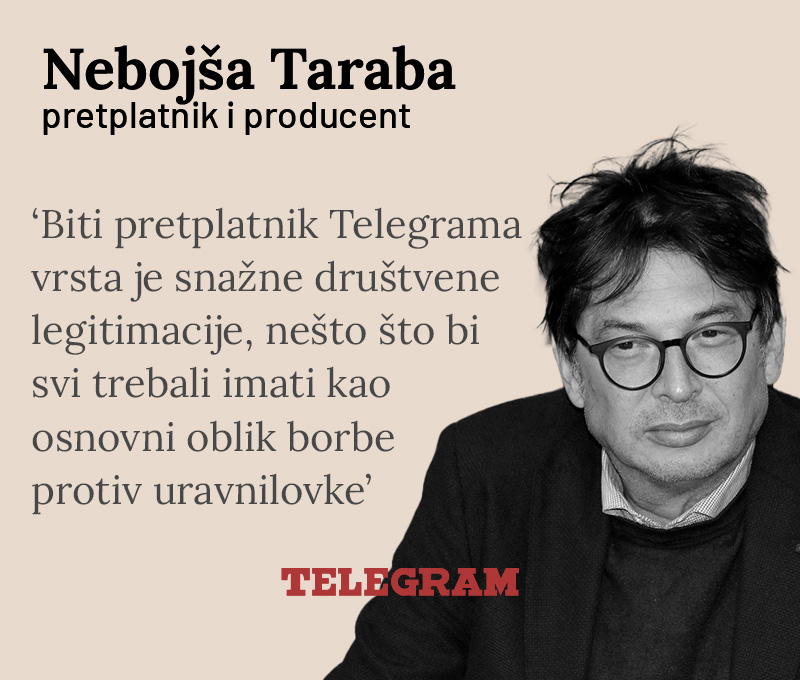 Nebojša Taraba
pretplatnik i producent
‘Biti pretplatnik Telegrama
vrsta je snažne društvene
legitimacije, nešto što bi
svi trebali imati kao
osnovni oblik borbe
protiv uravnilovke’
TELEGRAM